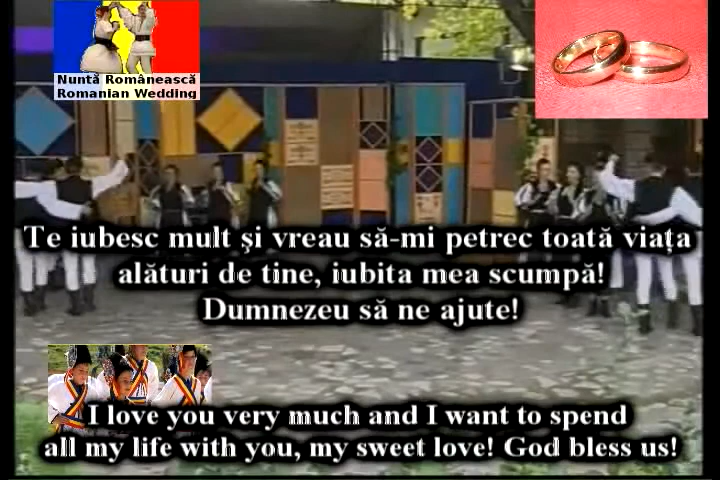 Nuntă Românească
Romanian Wedding
Te iubesc mult şi vreau să-mi petrec toată viaţa
alături de tine, iubita mea scumpă!
Dumnezeu să ne ajute!
I love you very much and I want to spend
all my life with you, my sweet love! God bless us!